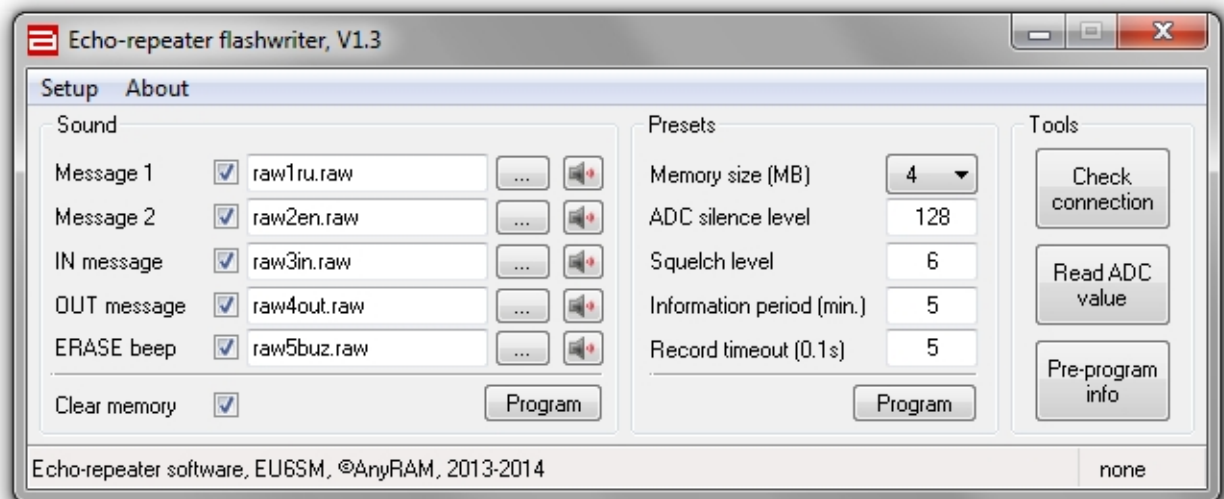 Echo-repeater flashwriter, V1.3
Setup About
Sound
Message 1 raw1ru.raw ...
Message 2 raw2en.raw ...
IN message raw3in.raw ...
OUT message raw4out.raw ...
ERASE beep raw5buz.raw ...
Clear memory Program
Presets
Memory size (MB) 4
ADC silence level 128
Squelch level 6
Information period (min.) 5
Record timeout (0.1s) 5
Program
Tools
Check
connection
Read ADC
value
Pre-program
info
Echo-repeater software, EU6SM, ©AnyRAM, 2013-2014 none